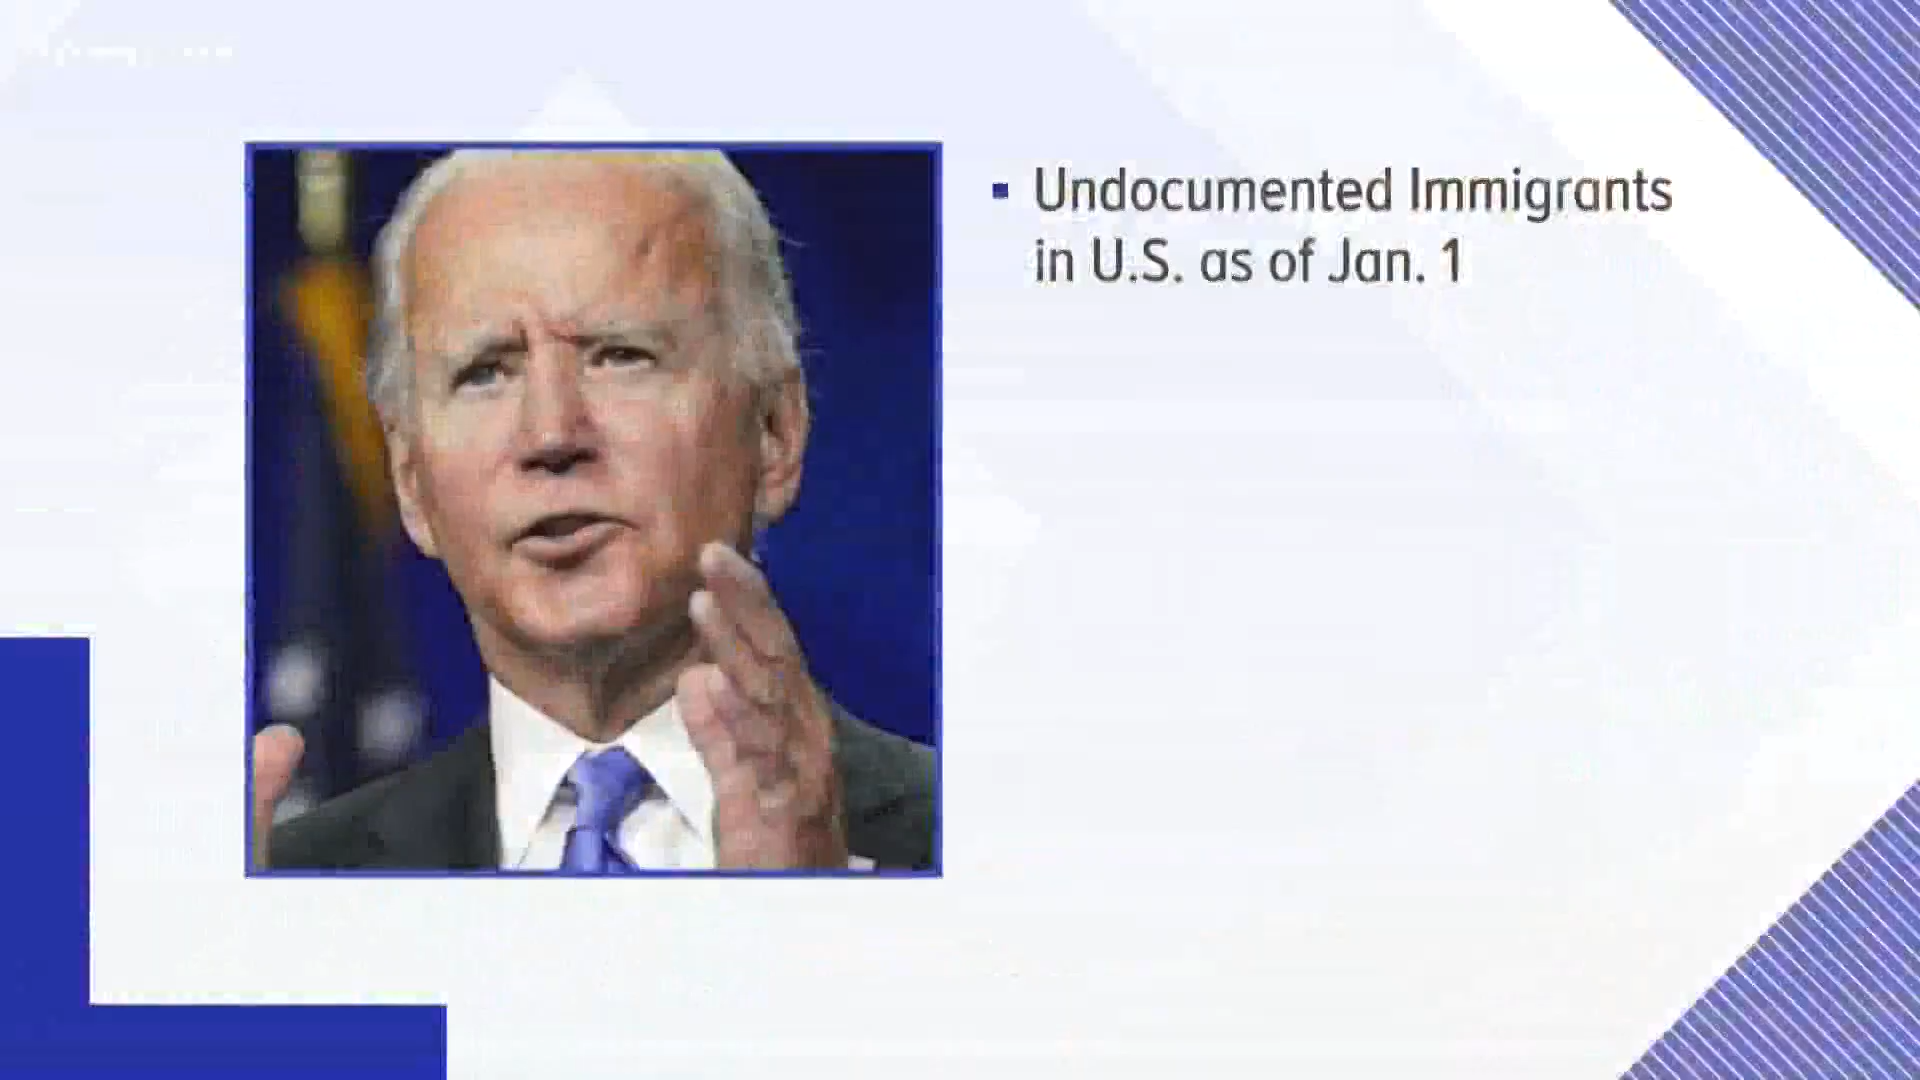 Undocumented Immigrants
in U.S. as of Jan. 1